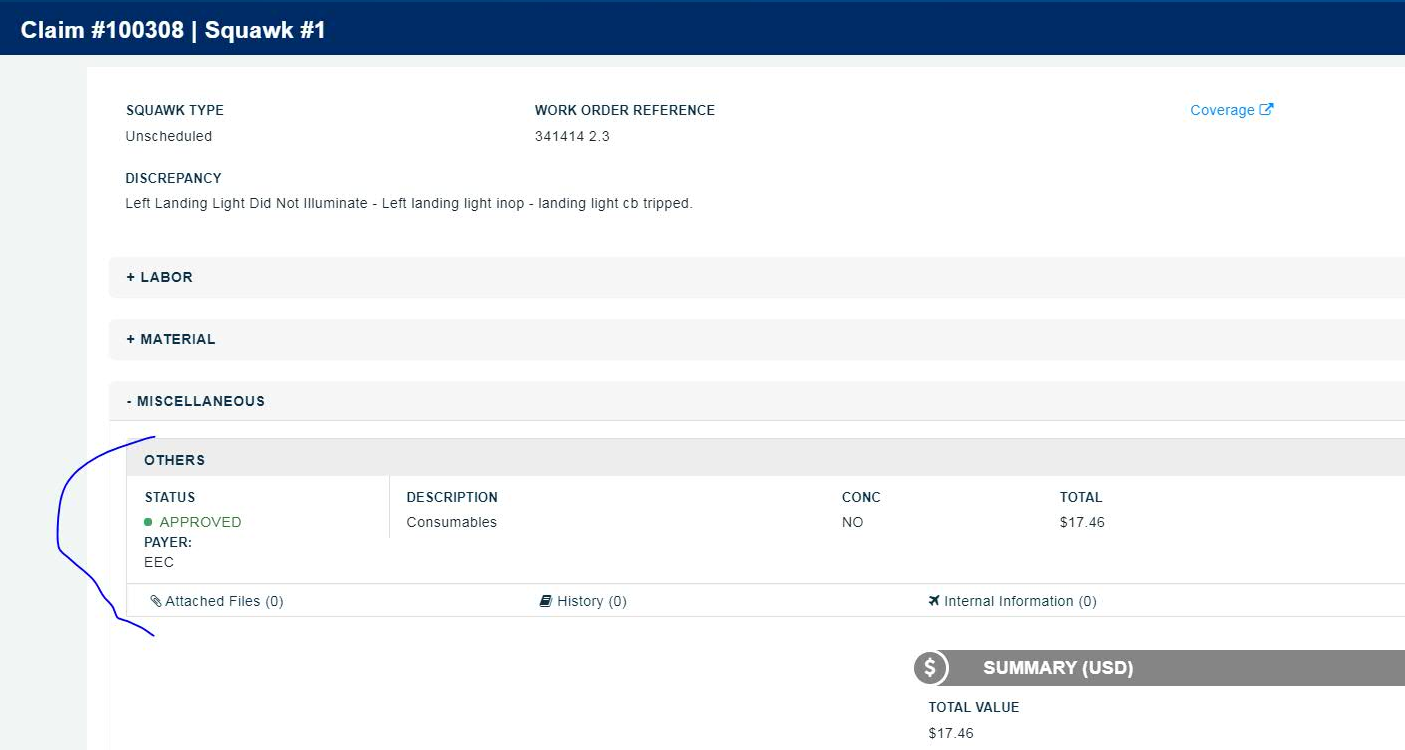 Claim #100308 | Squawk #1
SQUAWK TYPE WORK ORDER REFERENCE Coverage
Unscheduled 341414 2.3
DISCREPANCY
Left Landing Light Did Not Illuminate - Left landing light inop - landing light cb tripped.
+ LABOR
+ MATERIAL
- MISCELLANEOUS
OTHERS
STATUS DESCRIPTION CONC TOTAL
APPROVED Consumables NO $17.46
PAYER:
EEC
Attached Files (0) History (0) Internal Information (0)
$ SUMMARY (USD)
TOTAL VALUE
$17.46